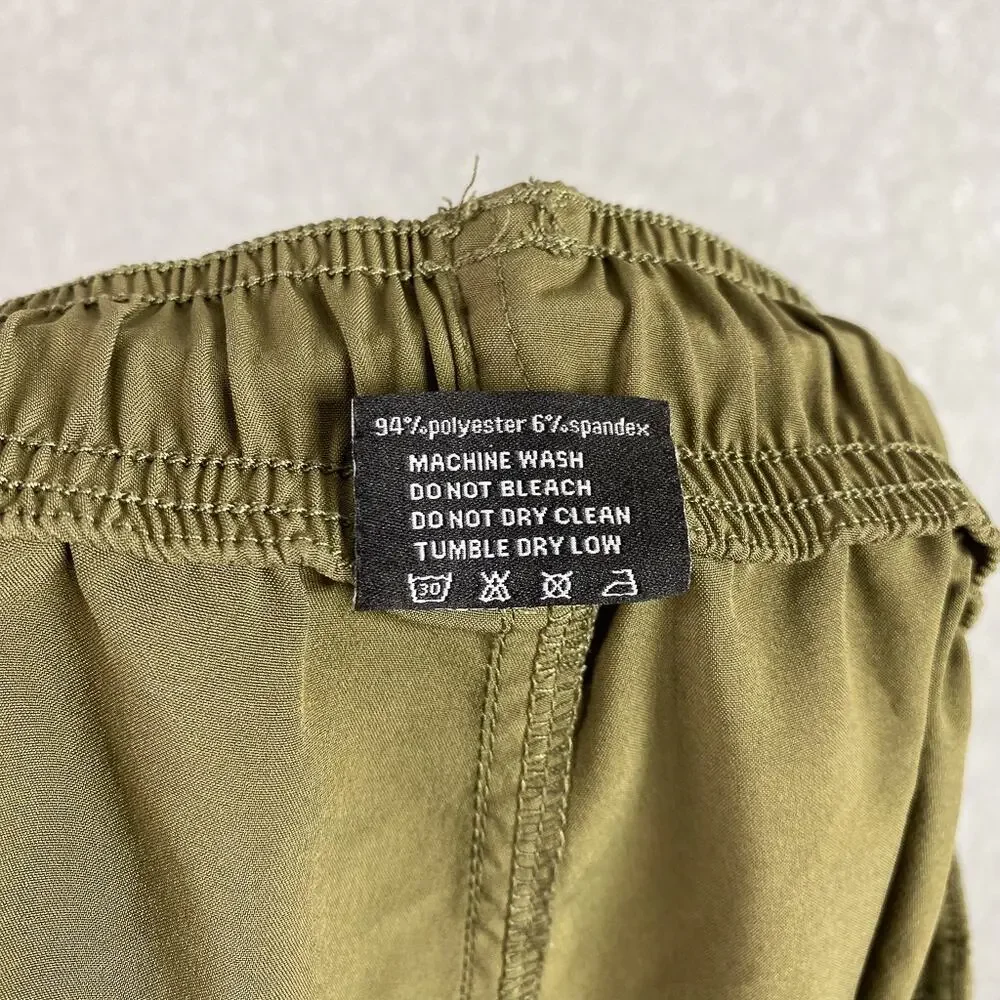 94%polyester 6%spandex
MACHINE WASH
DO NOT BLEACH
DO NOT DRY CLEAN
TUMBLE DRY LOW
30